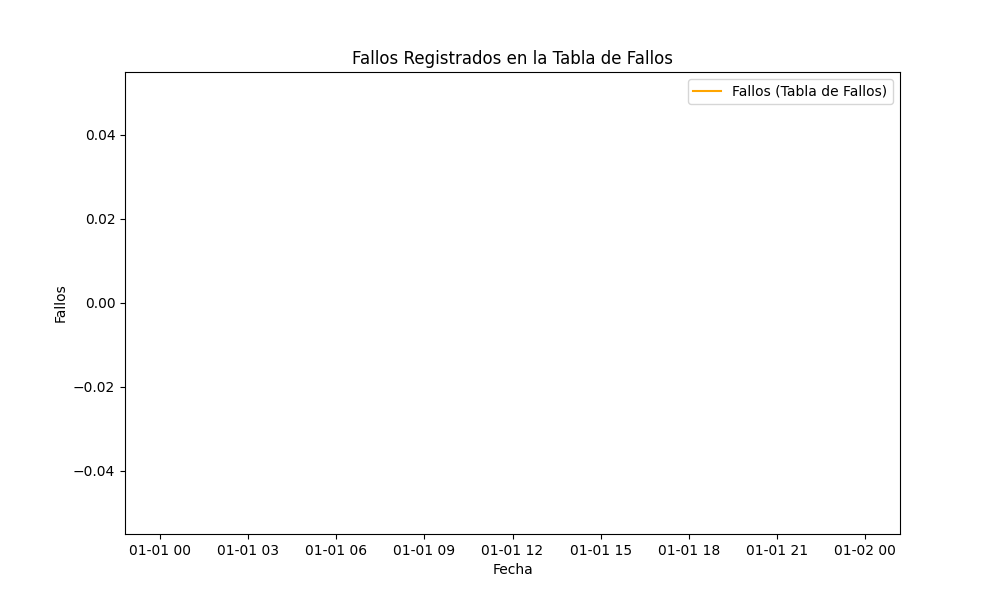 Fallos Registrados en la Tabla de Fallos
Fallos (Tabla de Fallos)
0.04
0.02
0.00
−0.02
−0.04
Fallos
01-01 00 01-01 03 01-01 06 01-01 09 01-01 12 01-01 15 01-01 18 01-01 21 01-02 00
Fecha